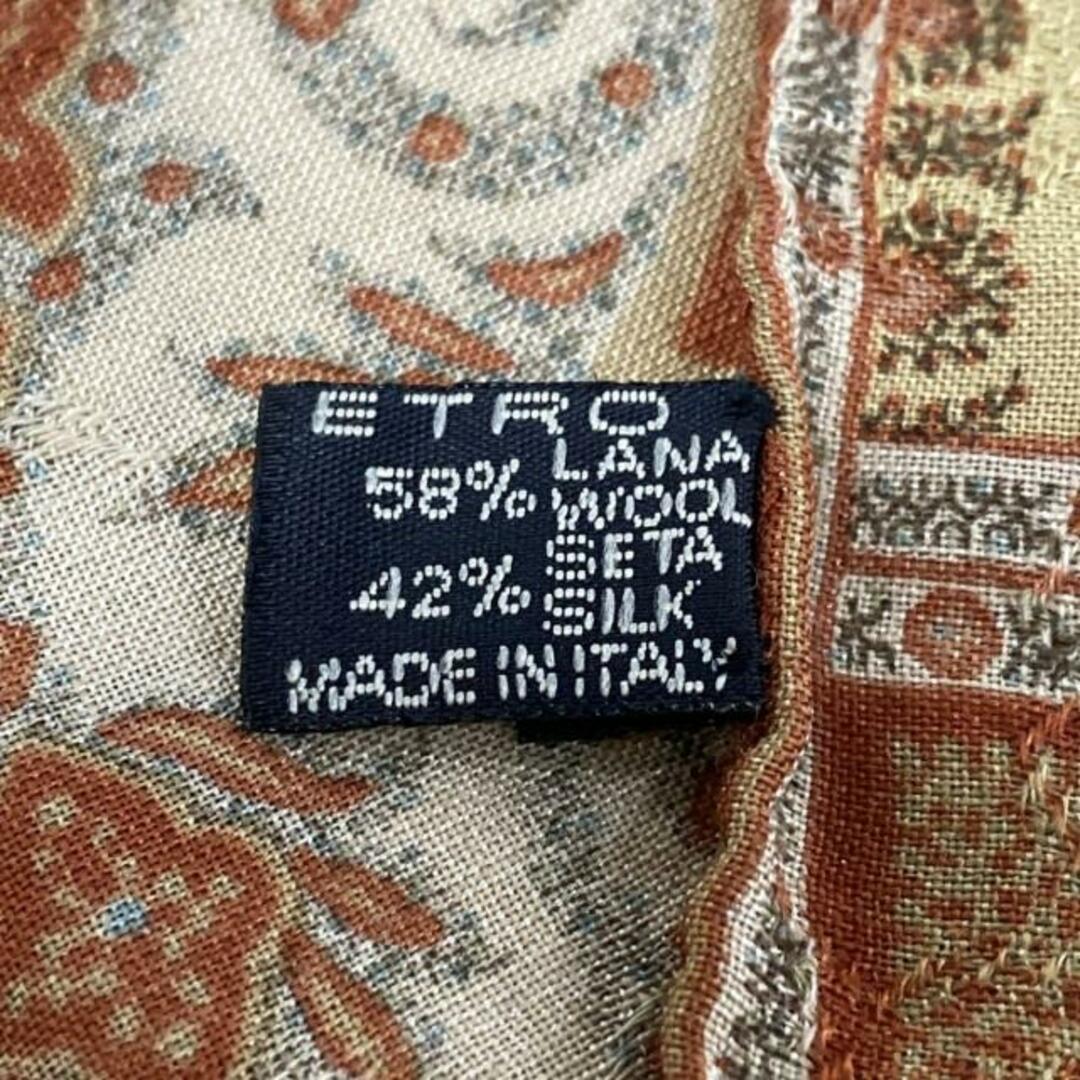 ETRO
LANA
58% WOOL
SETA
42% SILK
MADE IN ITALY